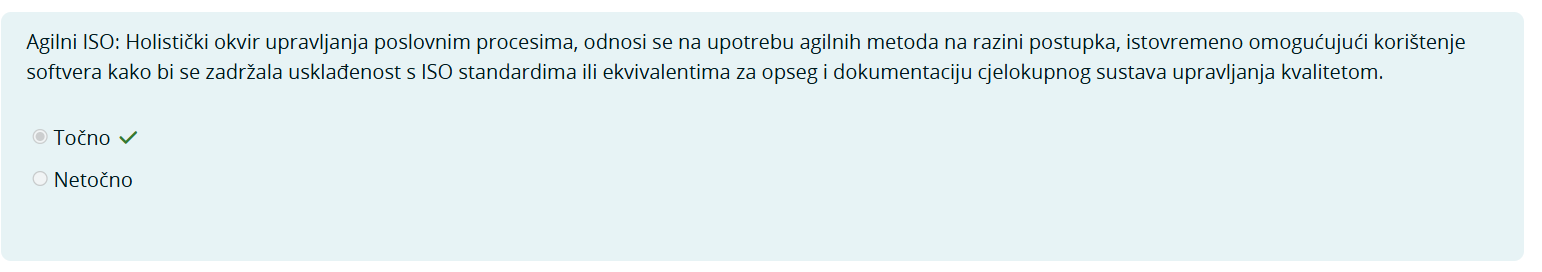 Agilni ISO: Holistički okvir upravljanja poslovnim procesima, odnosi se na upotrebu agilnih metoda na razini postupka, istovremeno omogućujući korištenje
softvera kako bi se zadržala usklađenost s ISO standardima ili ekvivalentima za opseg i dokumentaciju cjelokupnog sustava upravljanja kvalitetom.
Točno
Netočno